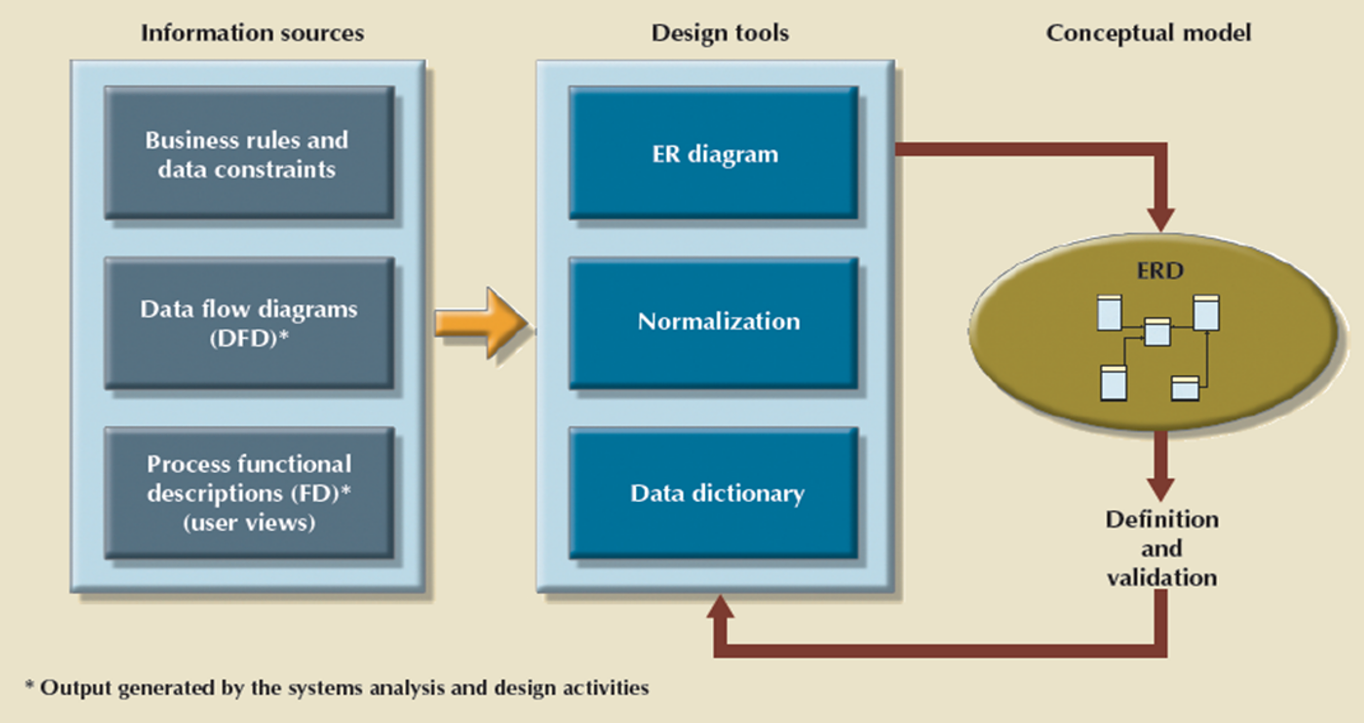 Information sources
Design tools
Conceptual model
Business rules and
data constraints
Data flow diagrams
(DFD)*
Process functional
descriptions (FD)*
(user views)
ER diagram
Normalization
Data dictionary
ERD
Definition
and
validation
* Output generated by the systems analysis and design activities